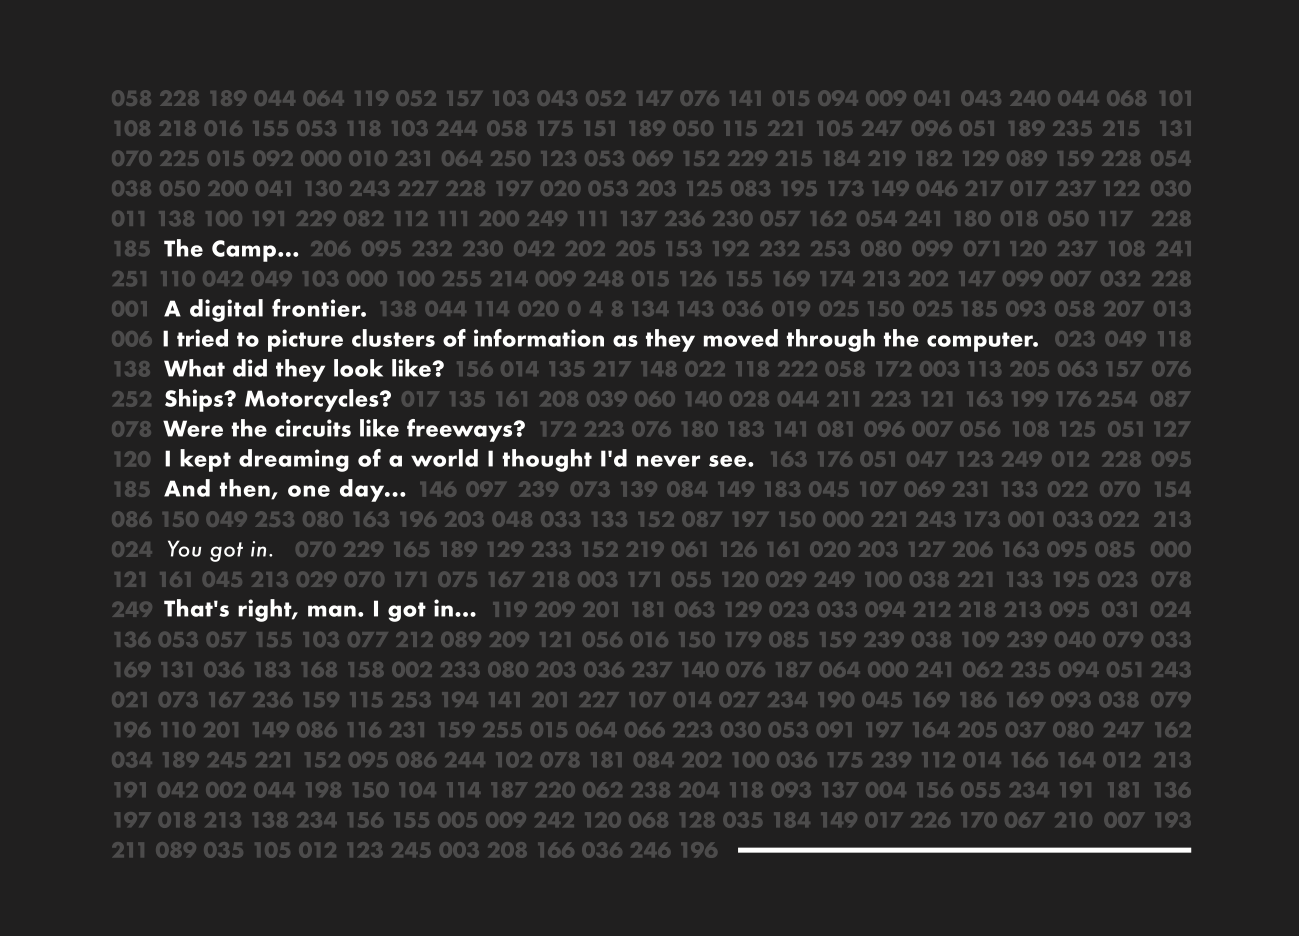 058 228 189 044 064 119 052 157 103 043 052 147 076 141 015 094 009 041 043 240 044 068 101
108 218 016 155 053 118 103 244 058 175 151 189 050 115 221 105 247 096 051 189 235 215 131
070 225 015 092 000 010 231 064 250 123 053 069 152 229 215 184 219 182 129 089 159 228 054
038 050 200 041 130 243 227 228 197 020 053 203 125 083 195 173 149 046 217 017 237 122 030
011 138 100 191 229 082 112 111 200 249 111 137 236 230 057 162 054 241 180 018 050 117 228
185 The Camp... 206 095 232 230 042 202 205 153 192 232 253 080 099 071 120 237 108 241
251 110 042 049 103 000 100 255 214 009 248 015 126 155 169 174 213 202 147 099 007 032 228
001 A digital frontier. 138 044 114 020 0 4 8 134 143 036 019 025 150 025 185 093 058 207 013
006 I tried to picture clusters of information as they moved through the computer. 023 049 118
138 What did they look like? 156 014 135 217 148 022 118 222 058 172 003 113 205 063 157 076
252 Ships? Motorcycles? 017 135 161 208 039 060 140 028 044 211 223 121 163 199 176 254 087
078 Were the circuits like freeways? 172 223 076 180 183 141 081 096 007 056 108 125 051 127
120 I kept dreaming of a world I thought I'd never see. 163 176 051 047 123 249 012 228 095
185 And then, one day... 146 097 239 073 139 084 149 183 045 107 069 231 133 022 070 154
086 150 049 253 080 163 196 203 048 033 133 152 087 197 150 000 221 243 173 001 033 022 213
024 You got in. 070 229 165 189 129 233 152 219 061 126 161 020 203 127 206 163 095 085 000
121 161 045 213 029 070 171 075 167 218 003 171 055 120 029 249 100 038 221 133 195 023 078
249 That's right, man. I got in... 119 209 201 181 063 129 023 033 094 212 218 213 095 031 024
136 053 057 155 103 077 212 089 209 121 056 016 150 179 085 159 239 038 109 239 040 079 033
169 131 036 183 168 158 002 233 080 203 036 237 140 076 187 064 000 241 062 235 094 051 243
021 073 167 236 159 115 253 194 141 201 227 107 014 027 234 190 045 169 186 169 093 038 079
196 110 201 149 086 116 231 159 255 015 064 066 223 030 053 091 197 164 205 037 080 247 162
034 189 245 221 152 095 086 244 102 078 181 084 202 100 036 175 239 112 014 166 164 012 213
191 042 002 044 198 150 104 114 187 220 062 238 204 118 093 137 004 156 055 234 191 181 136
197 018 213 138 234 156 155 005 009 242 120 068 128 035 184 149 017 226 170 067 210 007 193
211 089 035 105 012 123 245 003 208 166 036 246 196